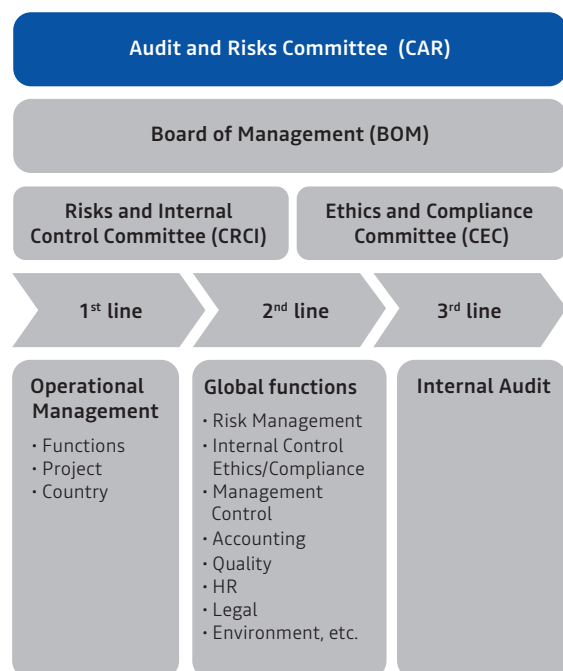 Audit and Risks Committee (CAR)
Board of Management (BOM)
Risks and Internal
Control Committee (CRCI)
Ethics and Compliance
Committee (CEC)
1st line
2nd line
3rd line
Operational
Management
· Functions
· Project
· Country
Global functions
· Risk Management
· Internal Control
Ethics/Compliance
· Management
Control
· Accounting
· Quality
· HR
· Legal
· Environment, etc.
Internal Audit